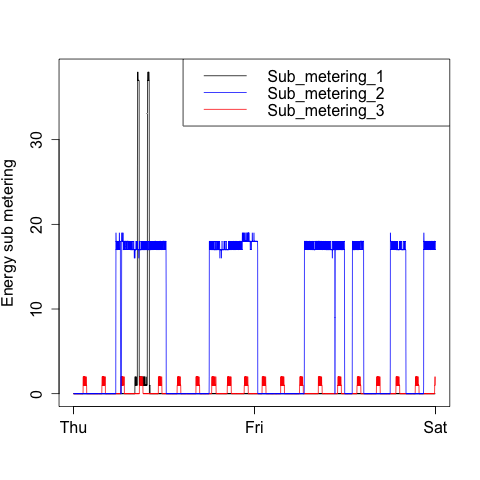 Sub_metering_1
Sub_metering_2
Sub_metering_3
Energy sub metering
30
20
10
0
Thu Fri Sat